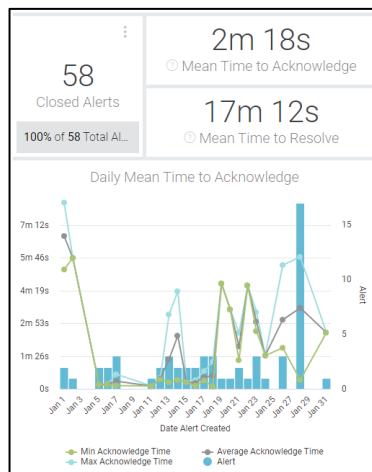 58
Closed Alerts
100% of 58 Total Al...
2m 18s
? Mean Time to Acknowledge
17m 12s
? Mean Time to Resolve
Daily Mean Time to Acknowledge
7m 12s
5m 46s
4m 19s
2m 53s
1m 26s
0s
15
10
5
0
Alert
Jan 1
Jan 3
Jan 5
Jan 7
Jan 9
Jan 11
Jan 13
Jan 15
Jan 17
Jan 19
Jan 21
Jan 23
Jan 25
Jan 27
Jan 29
Jan 31
Date Alert Created
Min Acknowledge Time
Average Acknowledge Time
Max Acknowledge Time
Alert